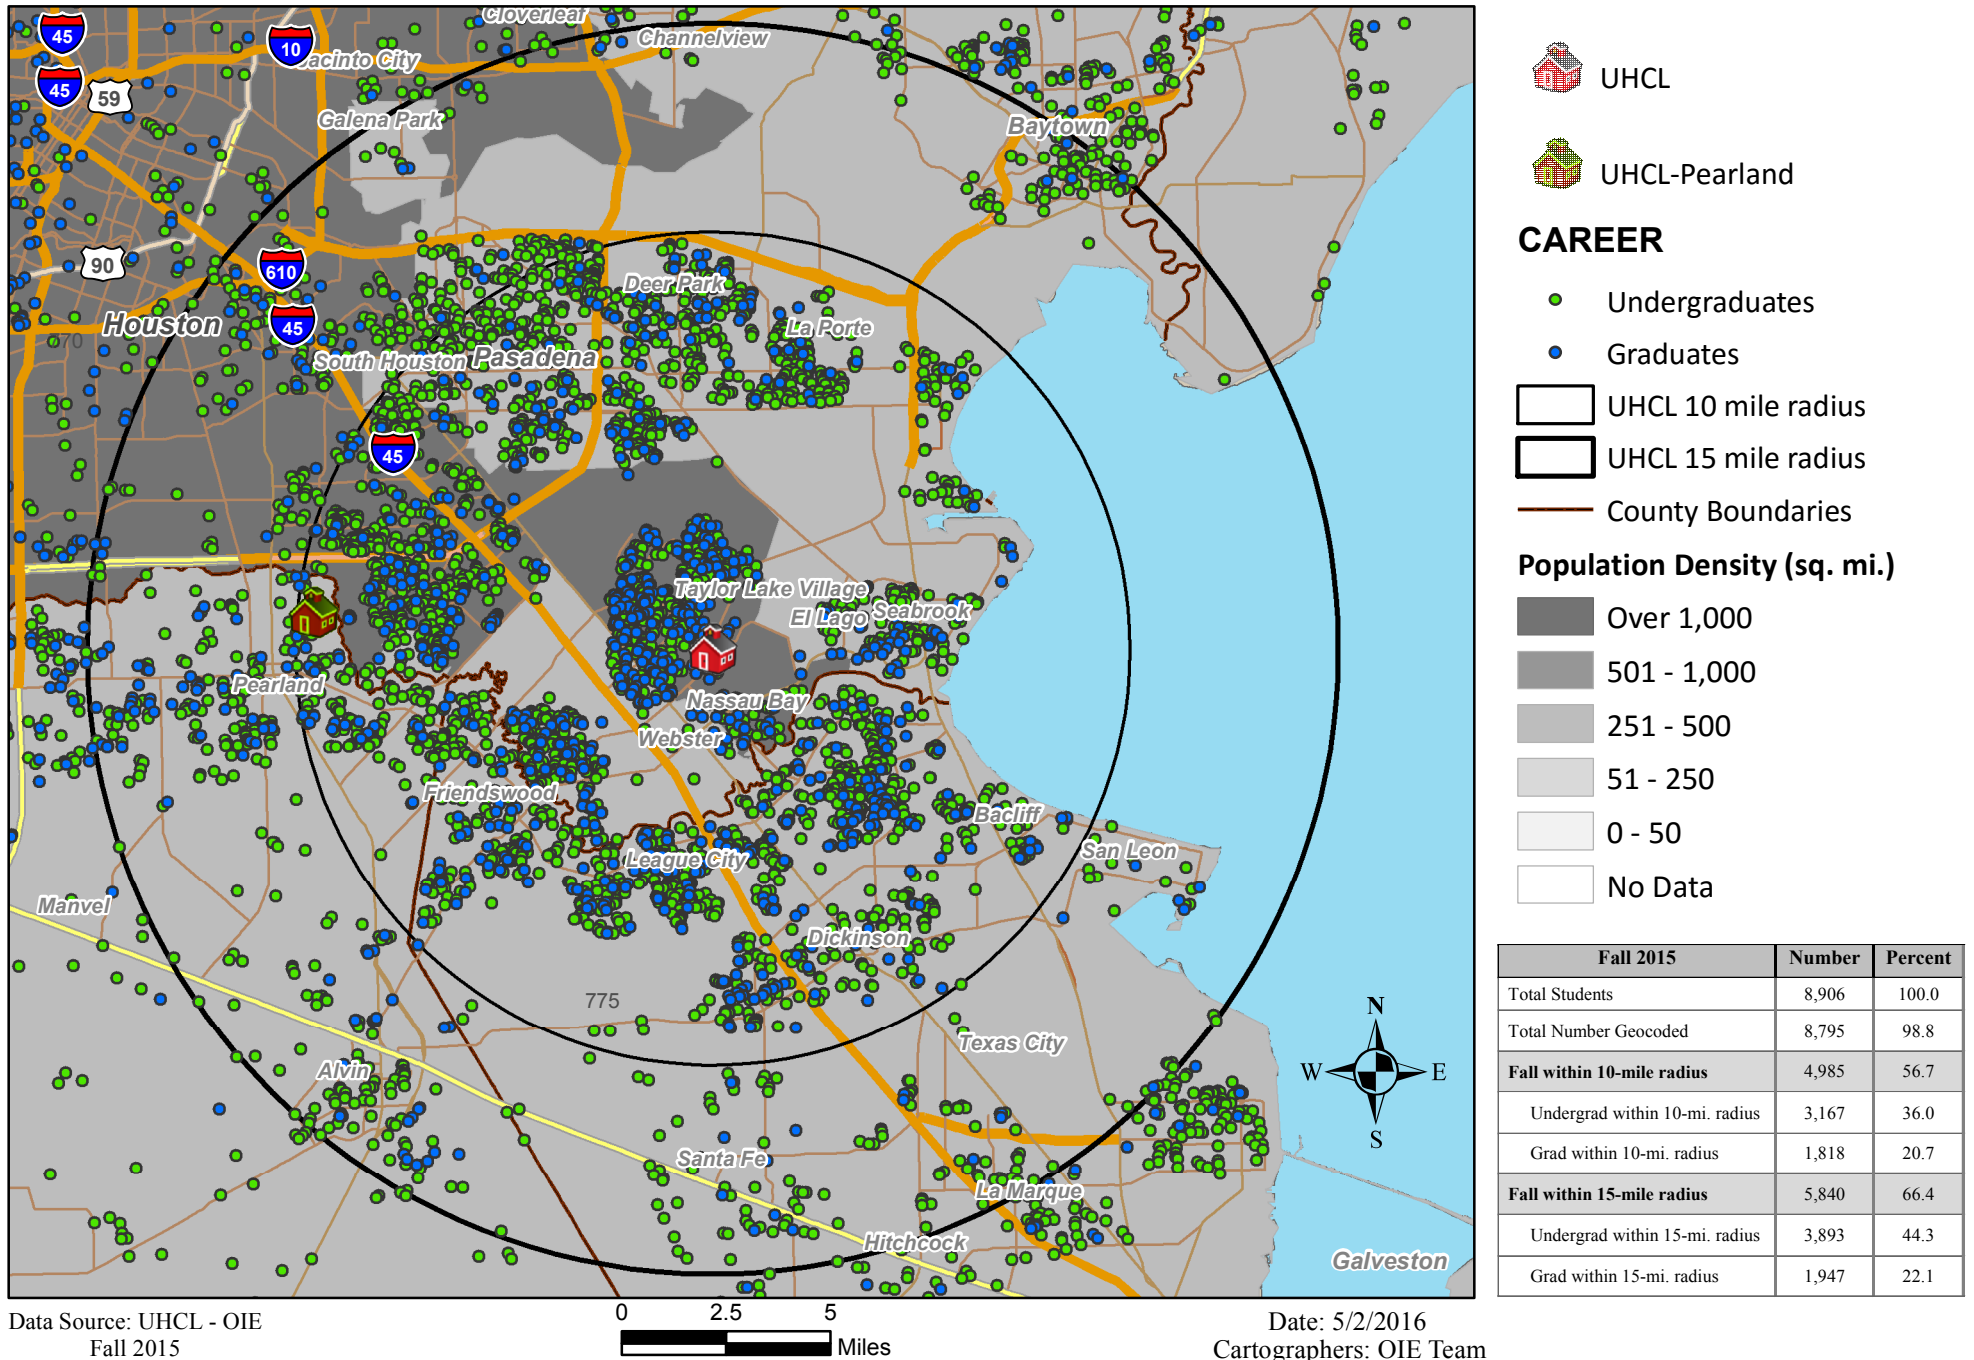 Cloverleaf
45
10
Jacinto City
Channelview
45
59
Galena Park
Baytown
90
610
Deer Park
Houston
45
La Porte
South Houston
Pasadena
45
Taylor Lake Village
El Lago
Seabrook
Pearland
Nassau Bay
Webster
Friendswood
Bacliff
League City
San Leon
Manvel
Dickinson
775
Texas City
Alvin
Santa Fe
La Marque
Hitchcock
Galveston
N
W
E
S
UHCL
UHCL-Pearland
CAREER
Undergraduates
Graduates
UHCL 10 mile radius
UHCL 15 mile radius
County Boundaries
Population Density (sq. mi.)
Over 1,000
501 - 1,000
251 - 500
51 - 250
0 - 50
No Data
Fall 2015 Number Percent
Total Students 8,906 100.0
Total Number Geocoded 8,795 98.8
Fall within 10-mile radius 4,985 56.7
Undergrad within 10-mi. radius 3,167 36.0
Grad within 10-mi. radius 1,818 20.7
Fall within 15-mile radius 5,840 66.4
Undergrad within 15-mi. radius 3,893 44.3
Grad within 15-mi. radius 1,947 22.1
Data Source: UHCL - OIE
Fall 2015
0 2.5 5
Miles
Date: 5/2/2016
Cartographers: OIE Team